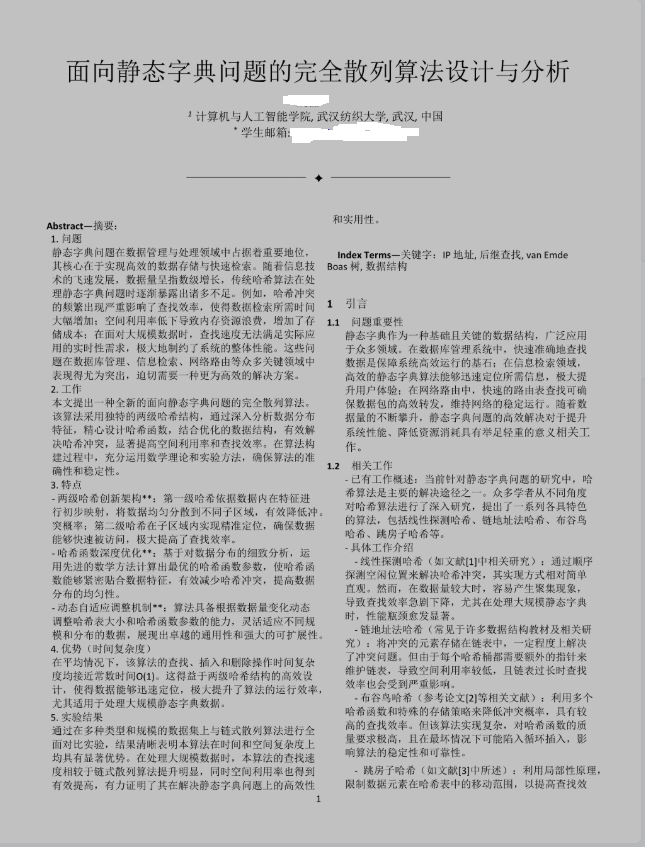 面向静态字典问题的完全散列算法设计与分析
¹ 计算机与人工智能学院, 武汉纺织大学, 武汉, 中国
* 学生邮箱:
Abstract—摘要：
1. 问题
静态字典问题在数据管理与处理领域中占据着重要地位，
其核心在于实现高效的数据存储与快速检索。随着信息技
术的飞速发展，数据量呈指数级增长，传统哈希算法在处
理静态字典问题时逐渐暴露出诸多不足。例如，哈希冲突
的频繁出现严重影响了查找效率，使得数据检索所需时间
大幅增加；空间利用率低下导致内存资源浪费，增加了存
储成本；在面对大规模数据时，查找速度无法满足实际应
用的实时性需求，极大地制约了系统的整体性能。这些问
题在数据管理、信息检索、网络路由等众多关键领域中
表现得尤为突出，迫切需要一种更为高效的解决方案。
2. 工作
本文提出一种全新的面向静态字典问题的完全散列算法。
该算法采用独特的两级哈希结构，通过深入分析数据分布
特征，精心设计哈希函数，结合优化的数据结构，有效解
决哈希冲突，显著提高空间利用率和查找效率。在算法构
建过程中，充分运用数学理论和实验方法，确保算法的准
确性和稳定性。
3. 特点
- 两级哈希创新架构**：第一级哈希依据数据内在特征进
行初步映射，将数据均匀分散到不同子区域，有效降低冲
突概率；第二级哈希在子区域内实现精准定位，确保数据
能够快速被访问，极大提高了查找效率。
- 哈希函数深度优化**：基于对数据分布的细致分析，运
用先进的数学方法计算出最优的哈希函数参数，使哈希函
数能够紧密贴合数据特征，有效减少哈希冲突，提高数据
分布的均匀性。
- 动态自适应调整机制**：算法具备根据数据量变化动态
调整哈希表大小和哈希函数参数的能力，灵活适应不同规
模和分布的数据，展现出卓越的通用性和强大的可扩展性。
4. 优势（时间复杂度）
在平均情况下，该算法的查找、插入和删除操作时间复杂
度均接近常数时间O(1)。这得益于两级哈希结构的高效设
计，使得数据能够迅速定位，极大提升了算法的运行效率，
尤其适用于处理大规模静态字典数据。
5. 实验结果
通过在多种类型和规模的数据集上与链式散列算法进行全
面对比实验，结果清晰表明本算法在时间和空间复杂度上
均具有显著优势。在处理大规模数据时，本算法的查找速
度相较于链式散列算法提升明显，同时空间利用率也得到
有效提高，有力证明了其在解决静态字典问题上的高效性
和实用性。
Index Terms—关键字：IP 地址, 后继查找, van Emde
Boas 树, 数据结构
1 引言
1.1 问题重要性
静态字典作为一种基础且关键的数据结构，广泛应用
于众多领域。在数据库管理系统中，快速准确地查找
数据是保障系统高效运行的基石；在信息检索领域，
高效的静态字典算法能够迅速定位所需信息，极大提
升用户体验；在网络路由中，快速的路由表查找可确
保数据包的高效转发，维持网络的稳定运行。随着数
据量的不断攀升，静态字典问题的高效解决对于提升
系统性能、降低资源消耗具有举足轻重的意义相关工
作。
1.2 相关工作
- 已有工作概述：当前针对静态字典问题的研究中，哈
希算法是主要的解决途径之一。众多学者从不同角度
对哈希算法进行了深入研究，提出了一系列各具特色
的算法，包括线性探测哈希、链地址法哈希、布谷鸟
哈希、跳房子哈希等。
- 具体工作介绍
- 线性探测哈希（如文献[1]中相关研究）：通过顺序
探测空闲位置来解决哈希冲突，其实现方式相对简单
直观。然而，在数据量较大时，容易产生聚集现象，
导致查找效率急剧下降，尤其在处理大规模静态字典
时，性能瓶颈愈发显著。
- 链地址法哈希（常见于许多数据结构教材及相关研
究）：将冲突的元素存储在链表中，一定程度上解决
了冲突问题。但由于每个哈希桶都需要额外的指针来
维护链表，导致空间利用率较低，且链表过长时查找
效率也会受到严重影响。
- 布谷鸟哈希（参考论文[2]等相关文献）：利用多个
哈希函数和特殊的存储策略来降低冲突概率，具有较
高的查找效率。但该算法实现复杂，对哈希函数的质
量要求极高，且在最坏情况下可能陷入循环插入，影
响算法的稳定性和可靠性。
- 跳房子哈希（如文献[3]中所述）：利用局部性原理，
限制数据元素在哈希表中的移动范围，以提高查找效
1